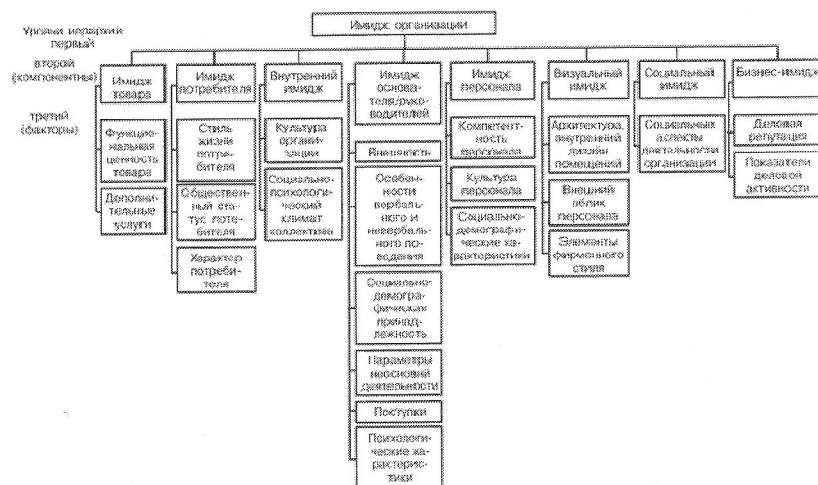 Имидж организации
Уровни иерархии
первый
второй
(компоненты)
Имидж
товара
Имидж
потребителя
Внутренний
имидж
Имидж
основа-
теля/руко-
водителей
Имидж
персонала
Визуальный
имидж
Социальный
имидж
Бизнес-имидж
третий
(факторы)
Функцио-
нальная
ценность
товара
Дополни-
тельные
услуги
Стиль
жизни
потре-
бителя
Обществен-
ный статус
потре-
бителя
Характер
потреби-
теля
Культура
органи-
зации
Социально-
психологи-
ческий
климат
коллектива
Внешность
Особен-
ности
вербаль-
ного и
невербаль-
ного по-
ведения
Социально-
демогра-
фическая
принад-
лежность
Параметры
неосновной
деятельности
Поступки
Психологи-
ческие ха-
рактерис-
тики
Компетент-
ность
персонала
Культура
персонала
Социально-
демографи-
ческие ха-
рактеристики
Архитектура,
внутренний
дизайн
помещений
Внешний
облик
персонала
Элементы
фирменного
стиля
Социальные
аспекты
деятельности
организации
Деловая
репутация
Показатели
деловой
активности